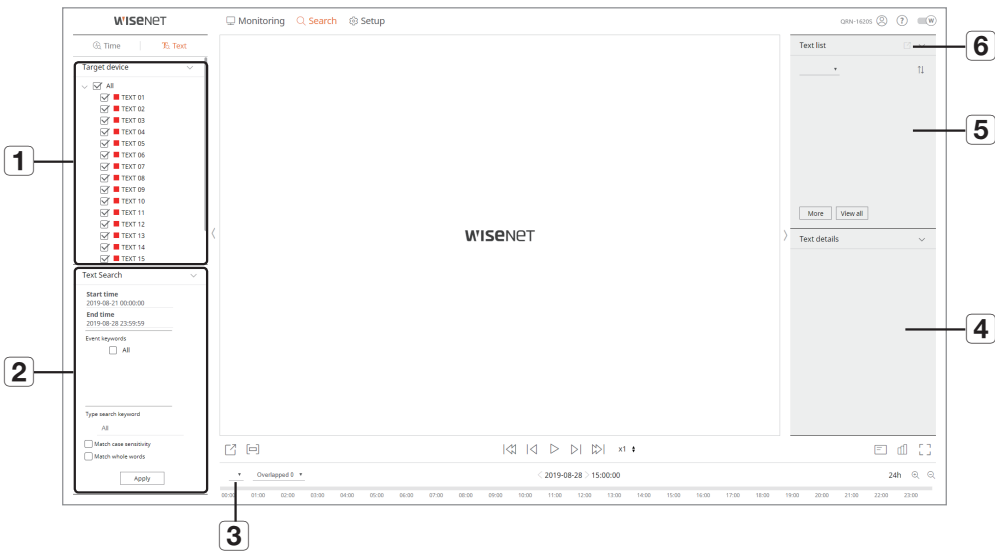 WISENET
Monitoring Search Setup
QRN-1620S ? W
Time Text
Target device
All
TEXT 01
TEXT 02
TEXT 03
TEXT 04
TEXT 05
TEXT 06
TEXT 07
TEXT 08
TEXT 09
TEXT 10
TEXT 11
TEXT 12
TEXT 13
TEXT 14
TEXT 15
1
Text Search
Start time
2019-08-21 00:00:00
End time
2019-08-28 23:59:59
Event keywords
All
2
Type search keyword
All
Match case sensitivity
Match whole words
Apply
WISENET
x1
Overlapped 0
2019-08-28 15:00:00
24h
00:00 01:00 02:00 03:00 04:00 05:00 06:00 07:00 08:00 09:00 10:00 11:00 12:00 13:00 14:00 15:00 16:00 17:00 18:00 19:00 20:00 21:00 22:00 23:00
3
Text list
6
5
More View all
Text details
4